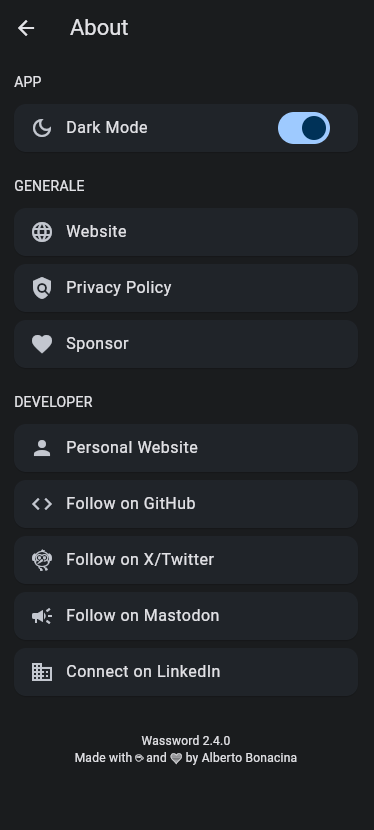 About
APP
Dark Mode
GENERALE
Website
Privacy Policy
Sponsor
DEVELOPER
Personal Website
Follow on GitHub
Follow on X/Twitter
Follow on Mastodon
Connect on LinkedIn
Wassword 2.4.0
Made with ☕ and 💙 by Alberto Bonacina